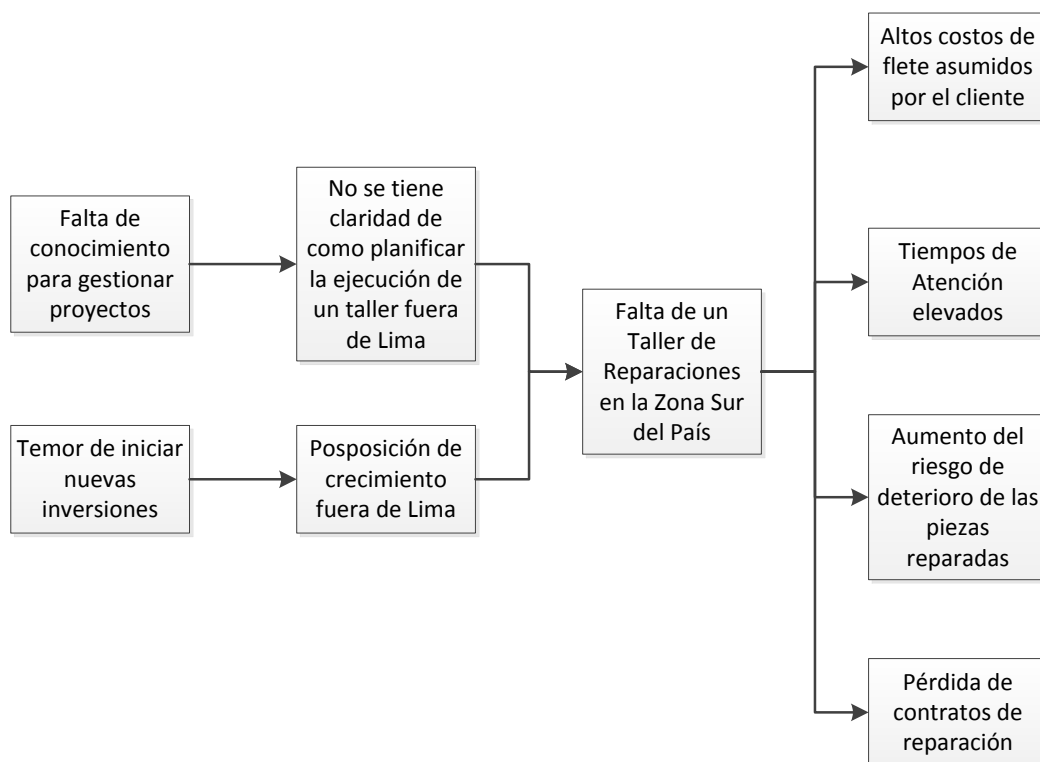 Falta de
conocimiento
para gestionar
proyectos
Temor de iniciar
nuevas
inversiones
No se tiene
claridad de
como planificar
la ejecución de
un taller fuera
de Lima
Posposición de
crecimiento
fuera de Lima
Falta de un
Taller de
Reparaciones
en la Zona Sur
del País
Altos costos de
flete asumidos
por el cliente
Tiempos de
Atención
elevados
Aumento del
riesgo de
deterioro de las
piezas
reparadas
Pérdida de
contratos de
reparación